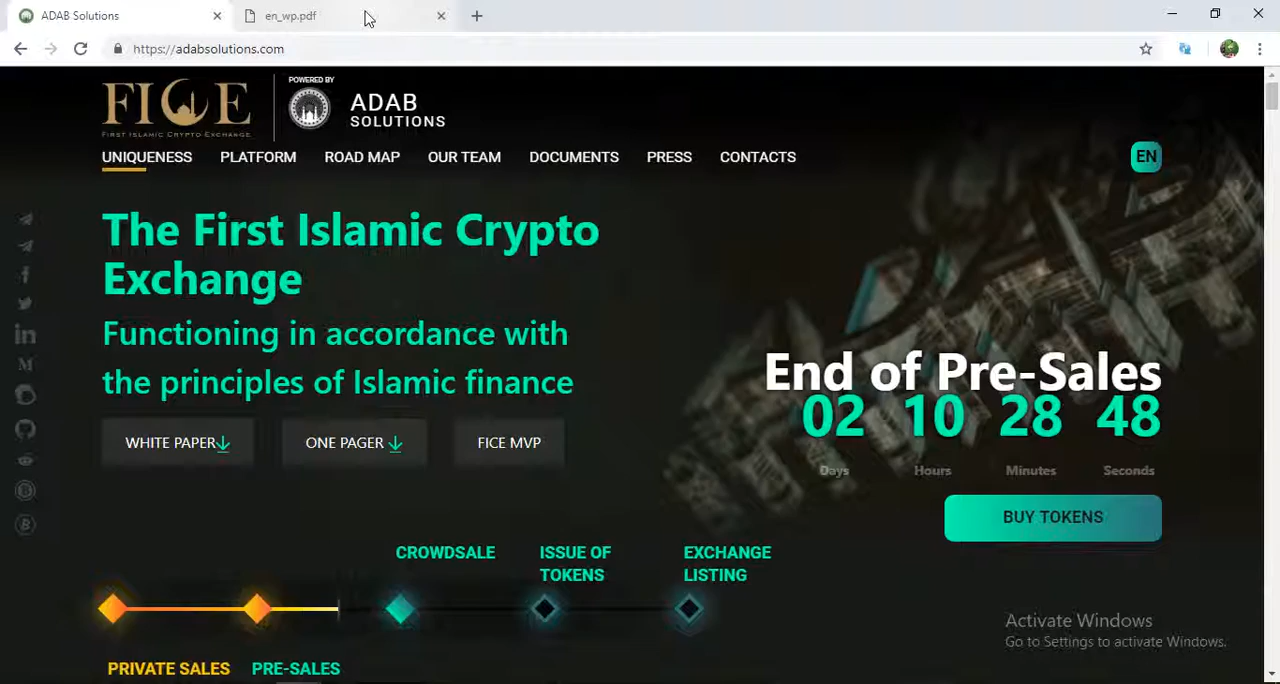 ADAB Solutions
en_wp.pdf
https://adabsolutions.com
FICE
FIRST ISLAMIC CRYPTO EXCHANGE
POWERED BY
ADAB
SOLUTIONS
UNIQUENESS PLATFORM ROAD MAP OUR TEAM DOCUMENTS PRESS CONTACTS
EN
The First Islamic Crypto
Exchange
Functioning in accordance with
the principles of Islamic finance
WHITE PAPER ONE PAGER FICE MVP
End of Pre-Sales
02 10 28 48
Days Hours Minutes Seconds
BUY TOKENS
CROWDSALE
ISSUE OF
TOKENS
EXCHANGE
LISTING
PRIVATE SALES PRE-SALES
Activate Windows
Go to Settings to activate Windows.